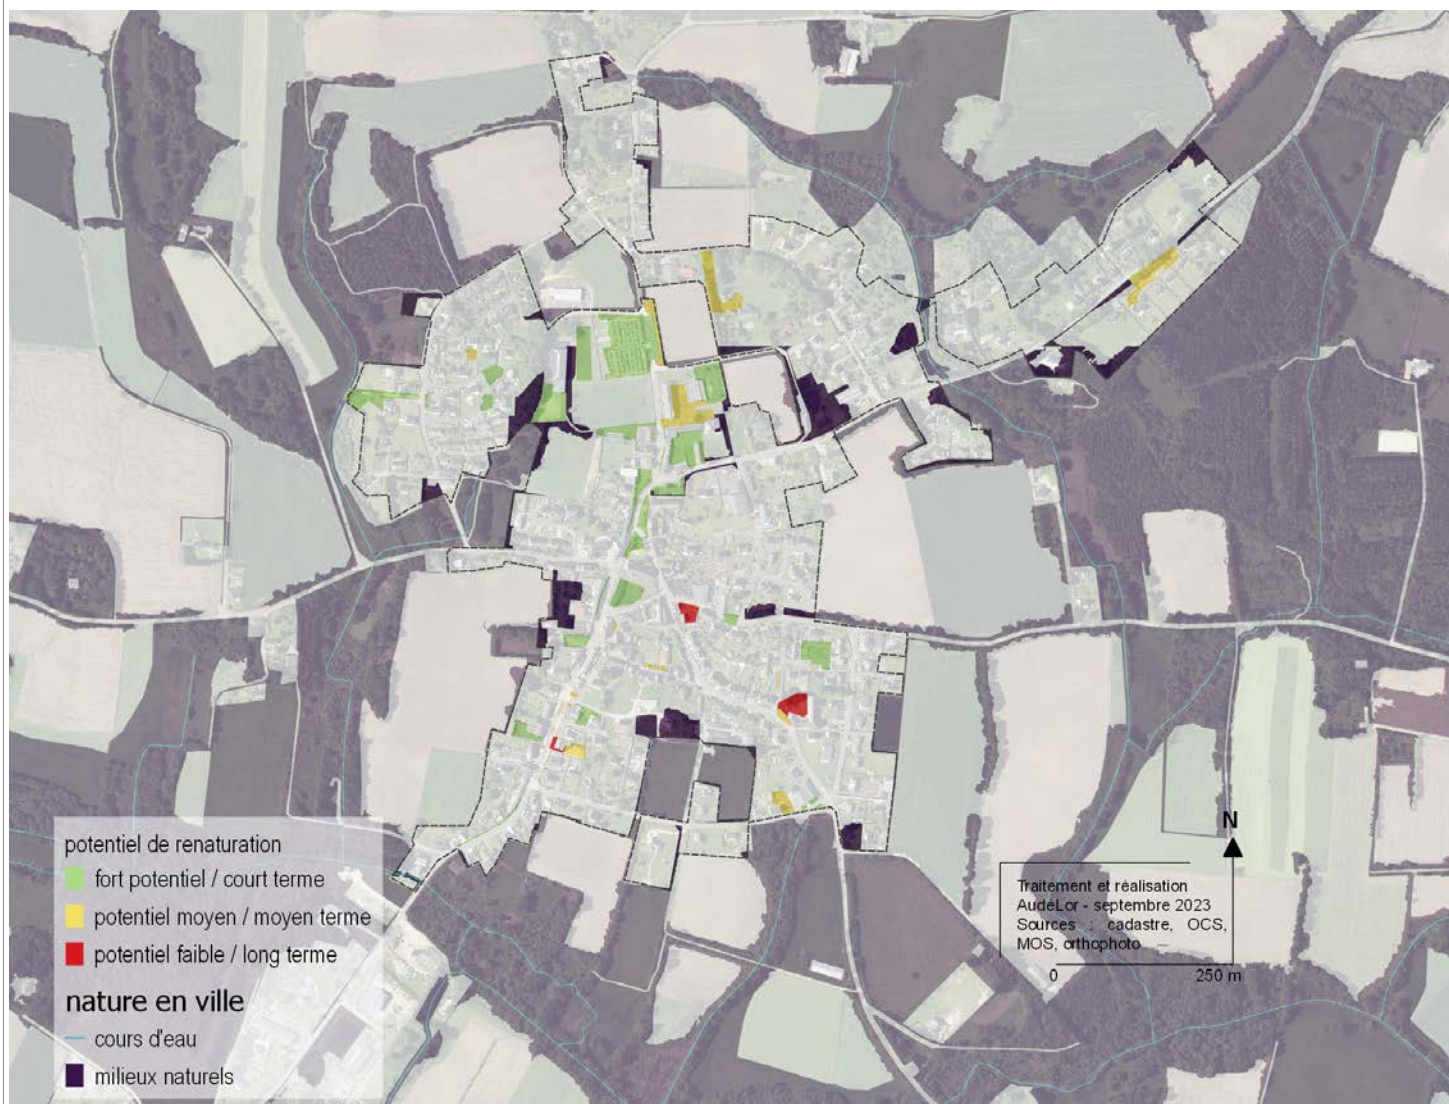 potentiel de renaturation
fort potentiel / court terme
potentiel moyen / moyen terme
potentiel faible / long terme
nature en ville
cours d'eau
milieux naturels
N
Traitement et réalisation
AudéLor - septembre 2023
Sources : cadastre, OCS,
MOS, orthophoto
0 250 m